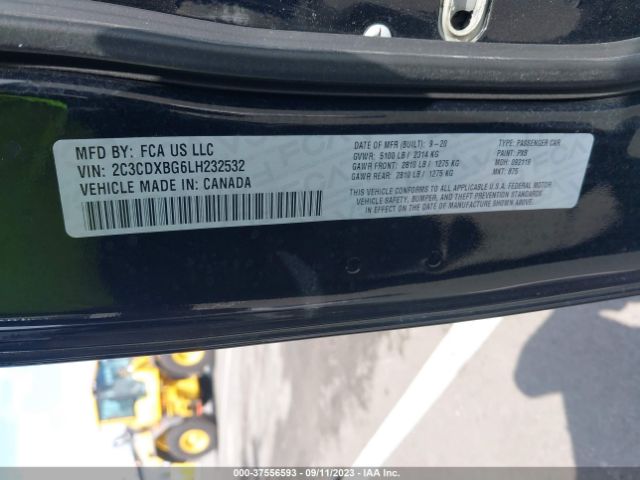 MFD BY: FCA US LLC
VIN: 2C3CDXBG6LH232532
VEHICLE MADE IN: CANADA
DATE OF MFR (BUILT): 9-20
GVWR: 5100 LB / 2314 KG
GAWR FRONT: 2810 LB / 1275 KG
GAWR REAR: 2810 LB / 1275 KG
TYPE: PASSENGER CAR
PAINT: PX8
MDH: 092119
MKT: 875
THIS VEHICLE CONFORMS TO ALL APPLICABLE U.S.A. FEDERAL MOTOR
VEHICLE SAFETY, BUMPER, AND THEFT PREVENTION STANDARDS
IN EFFECT ON THE DATE OF MANUFACTURE SHOWN ABOVE.
000-37556593 - 09/11/2023 - IAAI.com